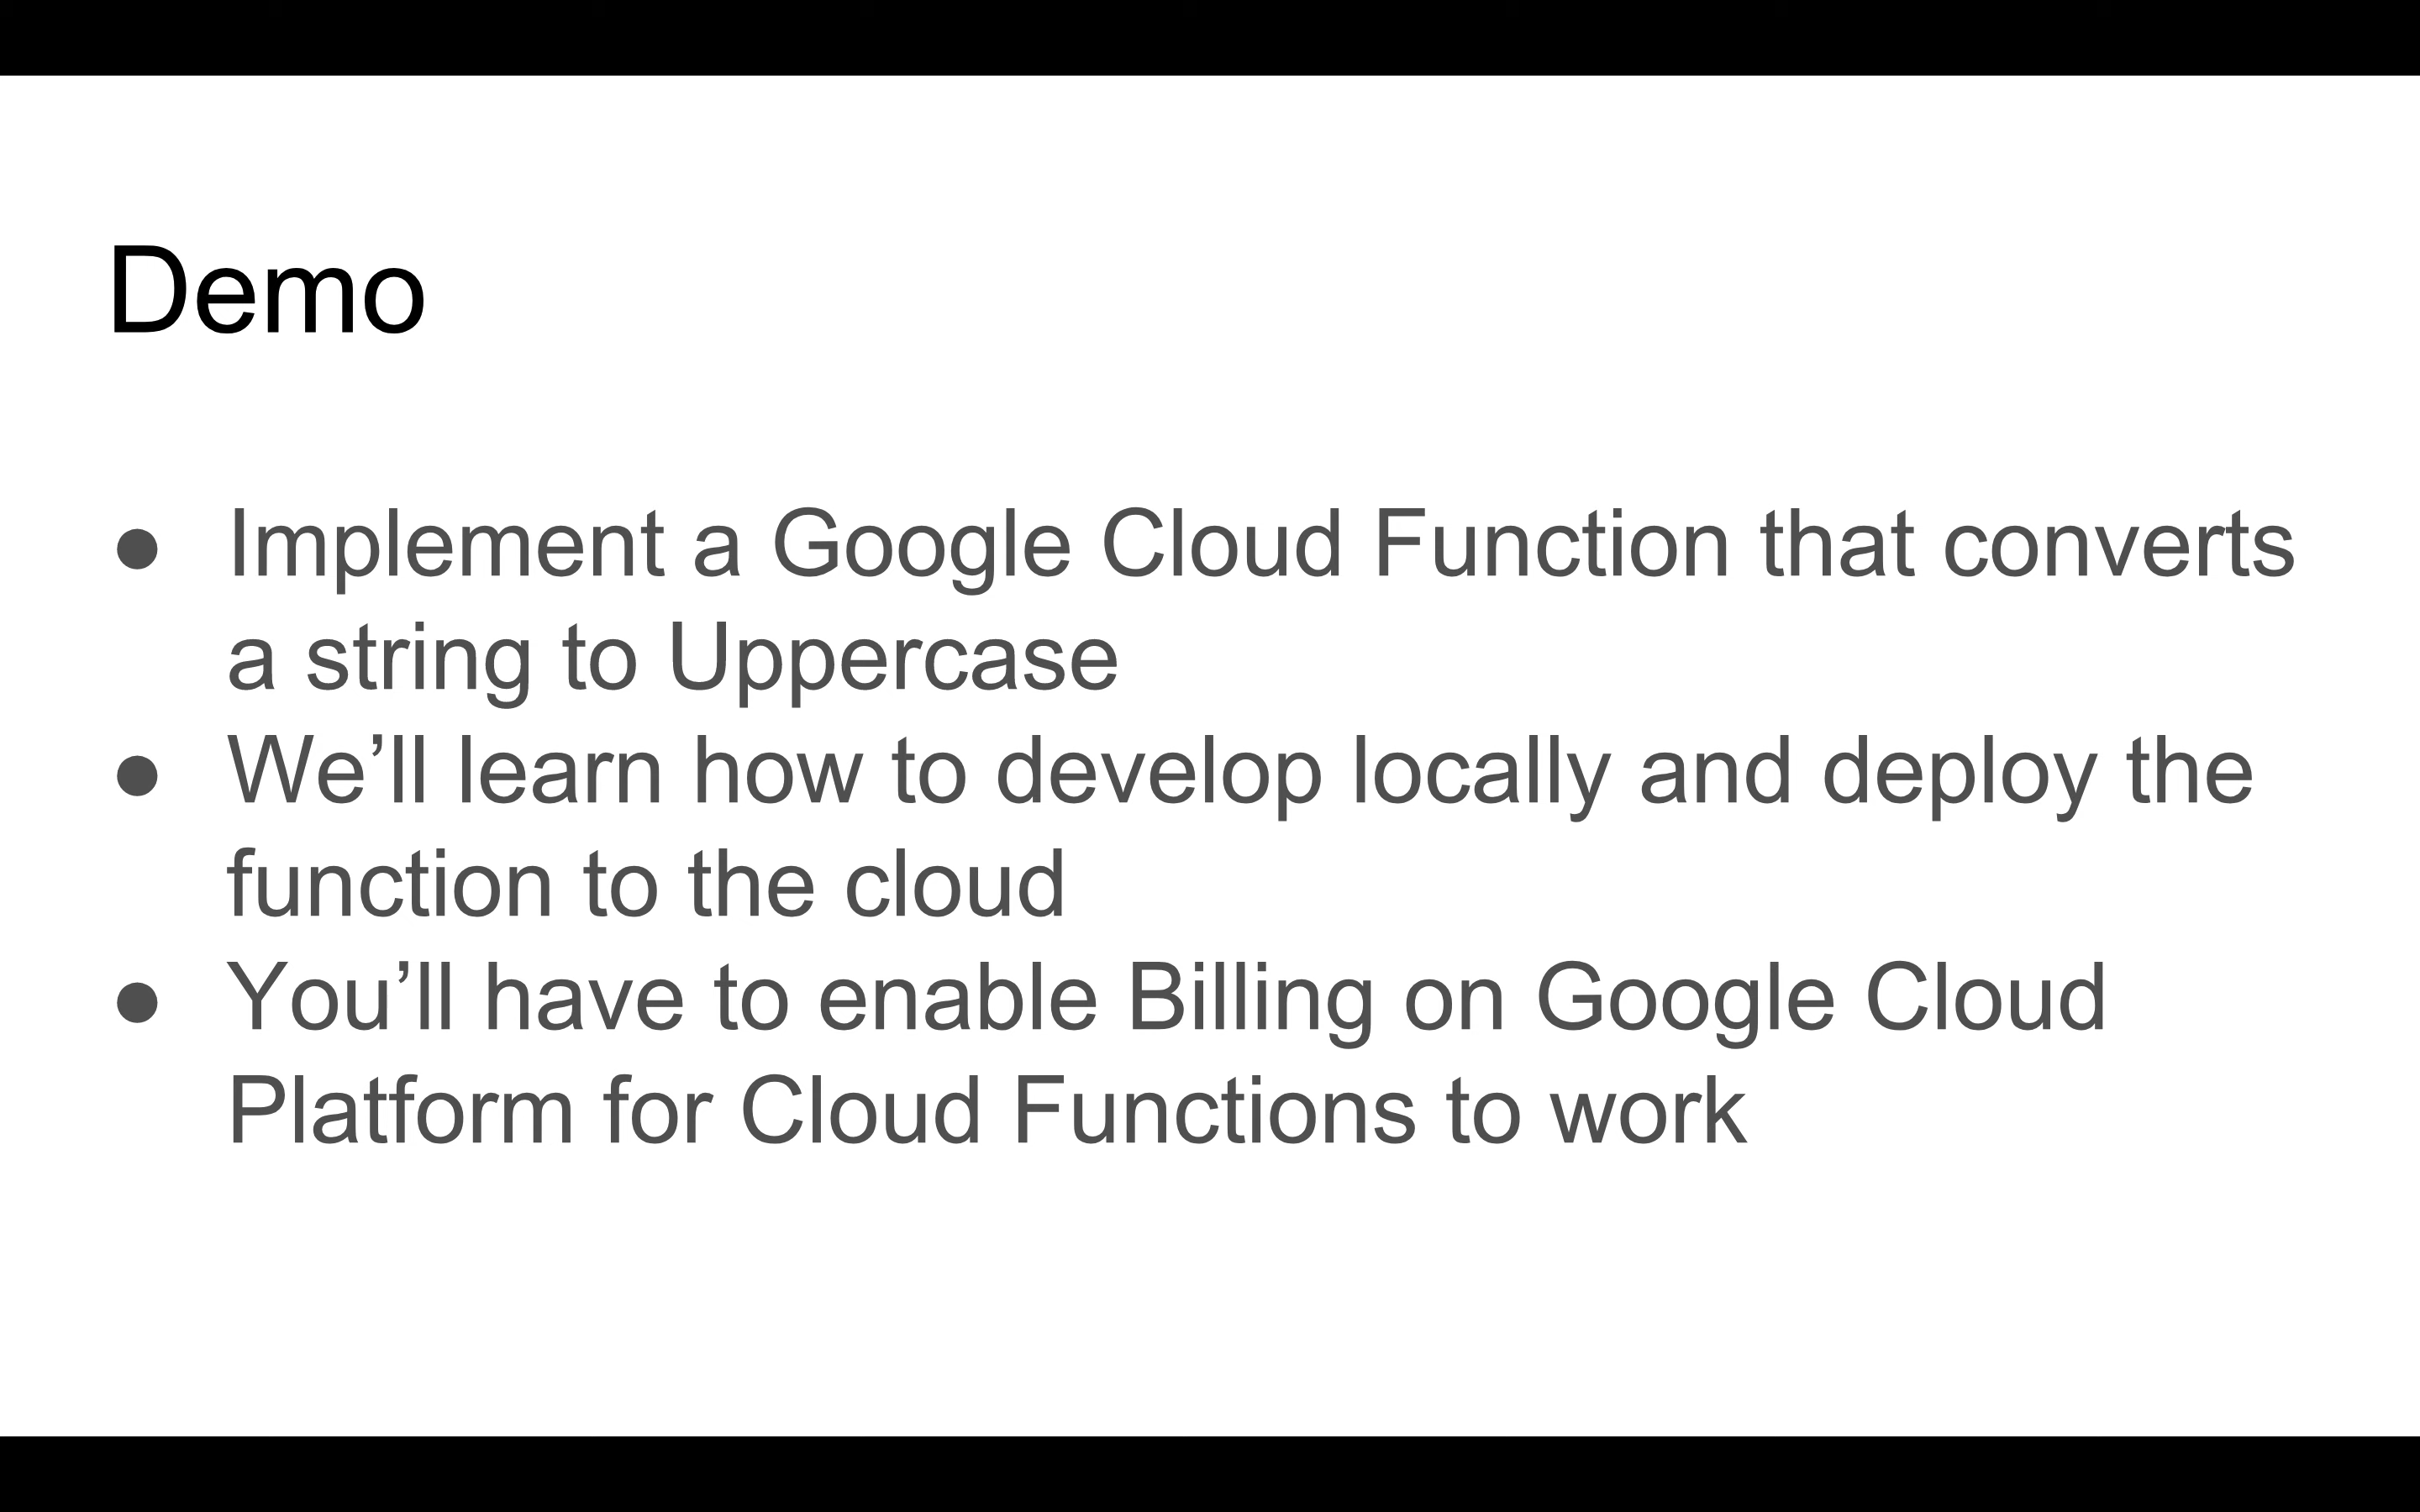 Demo
● Implement a Google Cloud Function that converts
a string to Uppercase
● We’ll learn how to develop locally and deploy the
function to the cloud
● You’ll have to enable Billing on Google Cloud
Platform for Cloud Functions to work